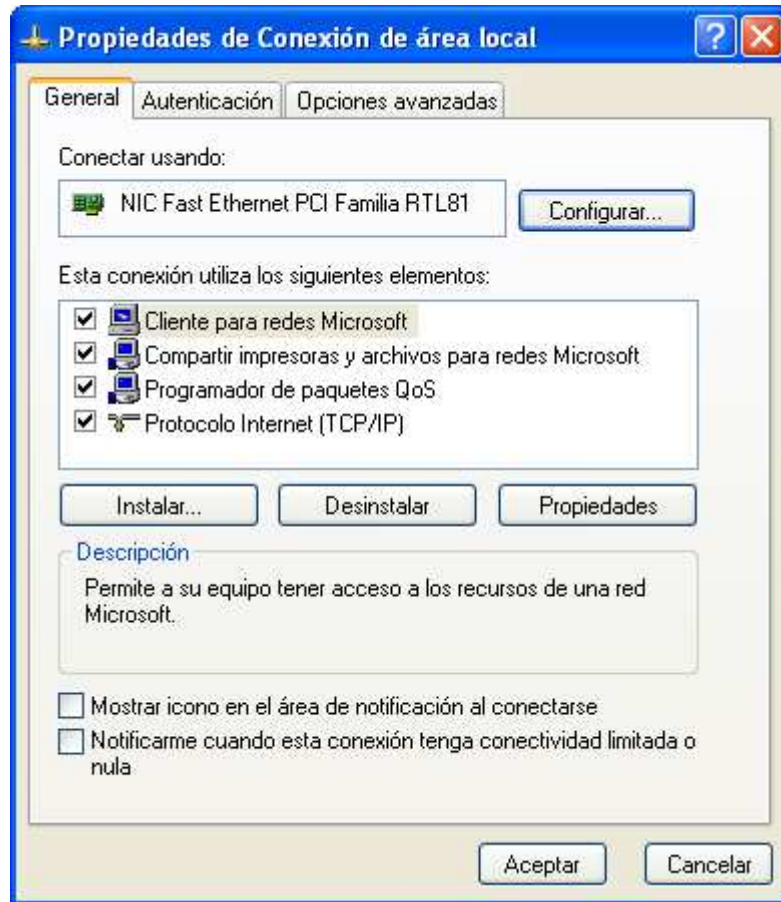 Propiedades de Conexión de área local
General Autenticación Opciones avanzadas
Conectar usando:
NIC Fast Ethernet PCI Familia RTL81
Configurar...
Esta conexión utiliza los siguientes elementos:
Cliente para redes Microsoft
Compartir impresoras y archivos para redes Microsoft
Programador de paquetes QoS
Protocolo Internet (TCP/IP)
Instalar... Desinstalar Propiedades
Descripción
Permite a su equipo tener acceso a los recursos de una red
Microsoft.
Mostrar icono en el área de notificación al conectarse
Notificarme cuando esta conexión tenga conectividad limitada o
nula
Aceptar Cancelar